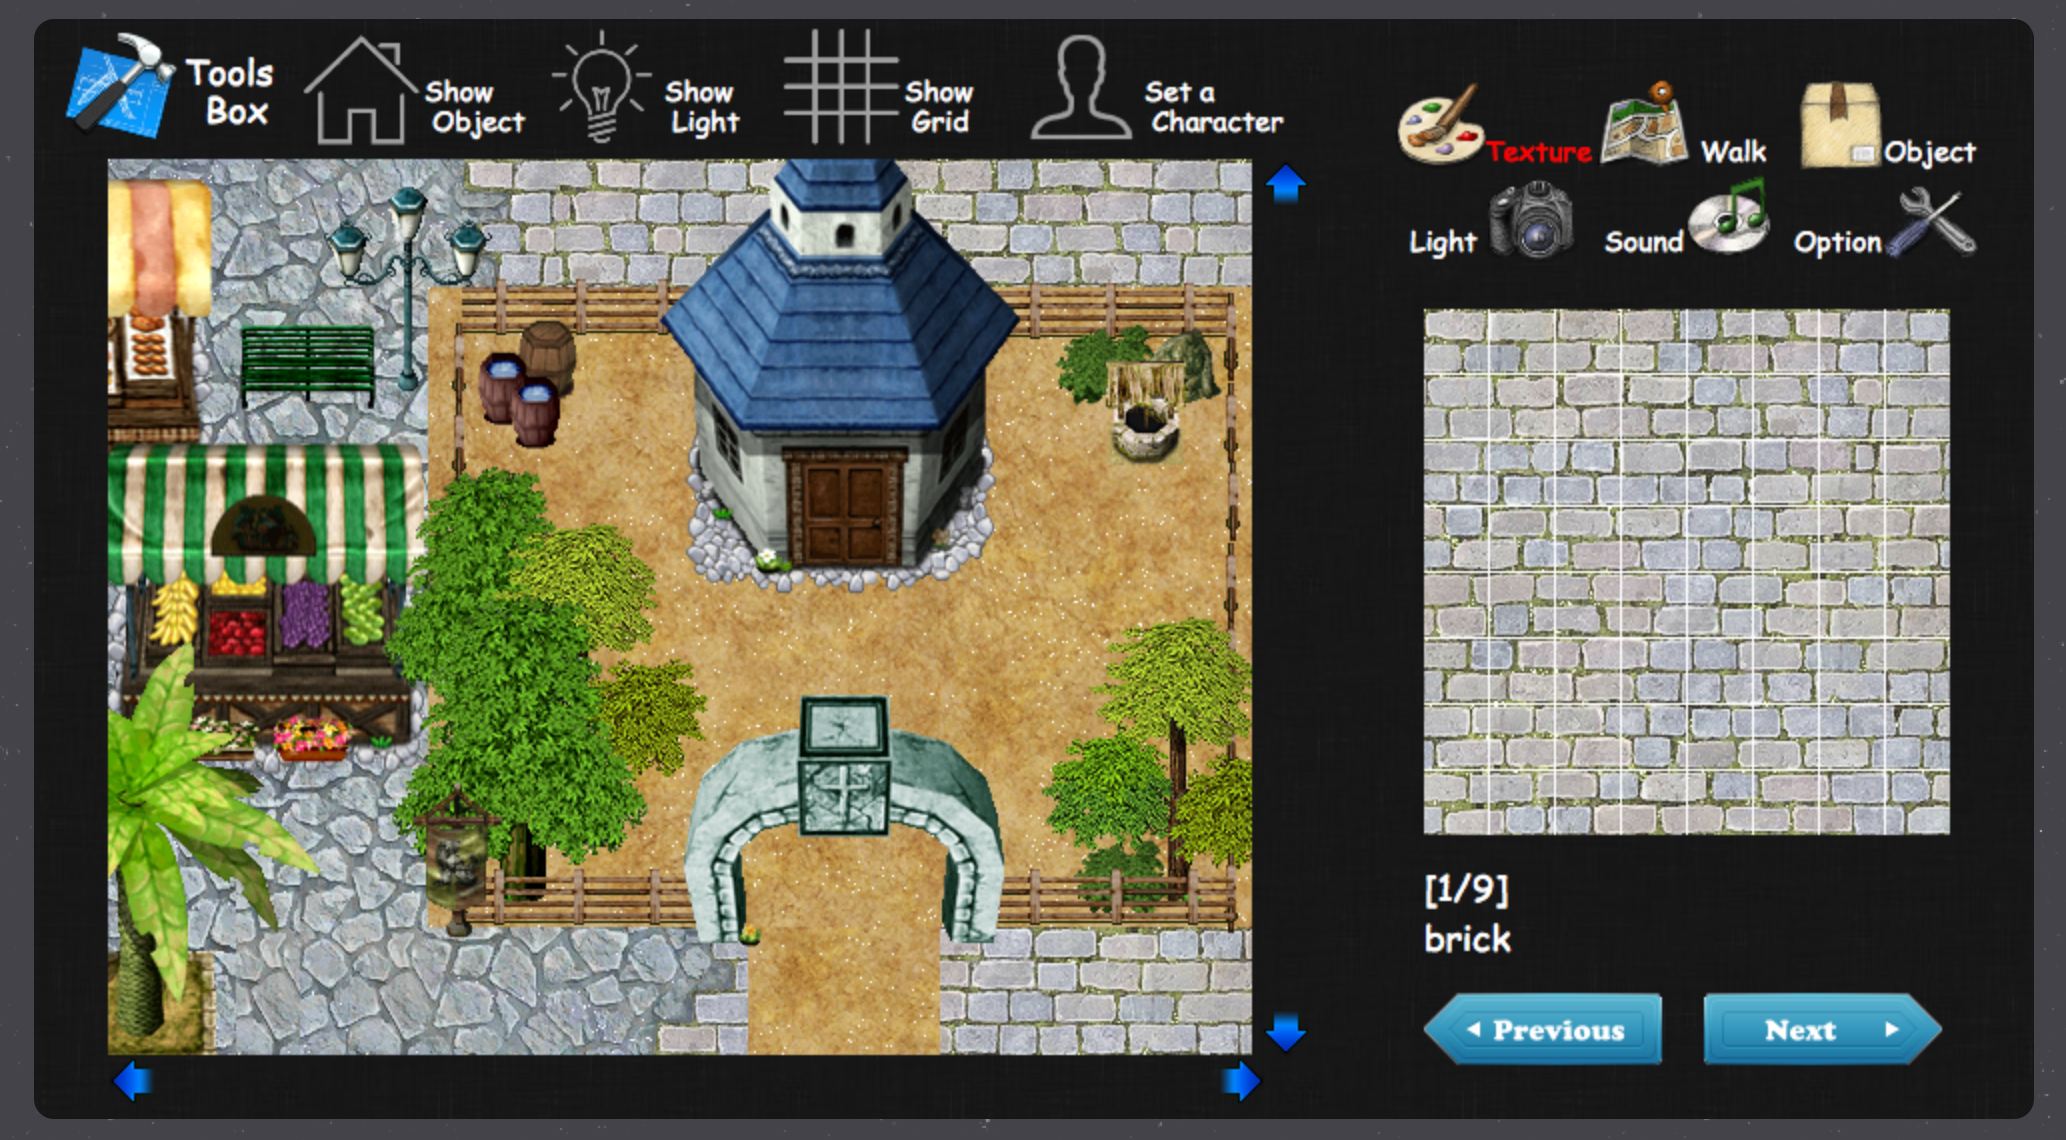 Tools
Box
Show
Object
Show
Light
Show
Grid
Set a
Character
Texture
Walk
Object
Light
Sound
Option
[1/9]
brick
Previous
Next